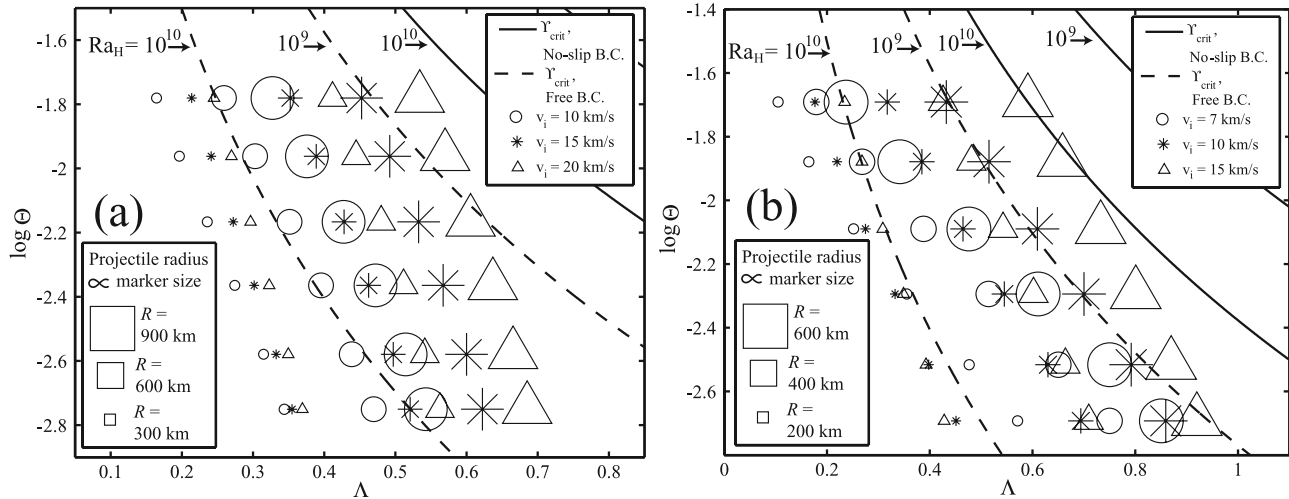 -1.4
-1.6
-1.8
-2
-2.2
-2.4
-2.6
-2.8
log Θ
Ra_H = 10^10
10^9
10^10
ϒ_crit,
No-slip B.C.
ϒ_crit,
Free B.C.
v_i = 10 km/s
v_i = 15 km/s
v_i = 20 km/s
(a)
Projectile radius
∝ marker size
R =
900 km
R =
600 km
R =
300 km
0.1 0.2 0.3 0.4 0.5 0.6 0.7 0.8
Λ
-1.4
-1.6
-1.8
-2
-2.2
-2.4
-2.6
log Θ
Ra_H = 10^10
10^9
10^10
10^9
ϒ_crit,
No-slip B.C.
ϒ_crit,
Free B.C.
v_i = 7 km/s
v_i = 10 km/s
v_i = 15 km/s
(b)
Projectile radius
∝ marker size
R =
600 km
R =
400 km
R =
200 km
0 0.2 0.4 0.6 0.8 1
Λ